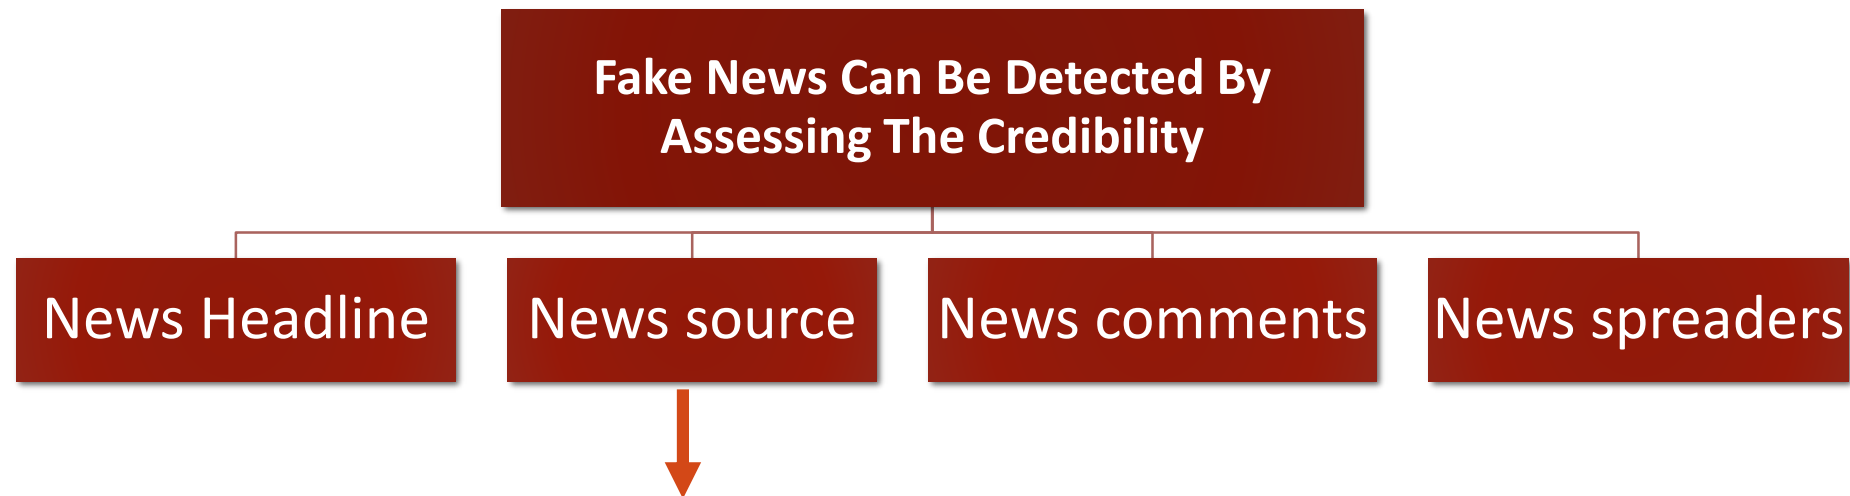 Fake News Can Be Detected By
Assessing The Credibility
News Headline
News source
News comments
News spreaders